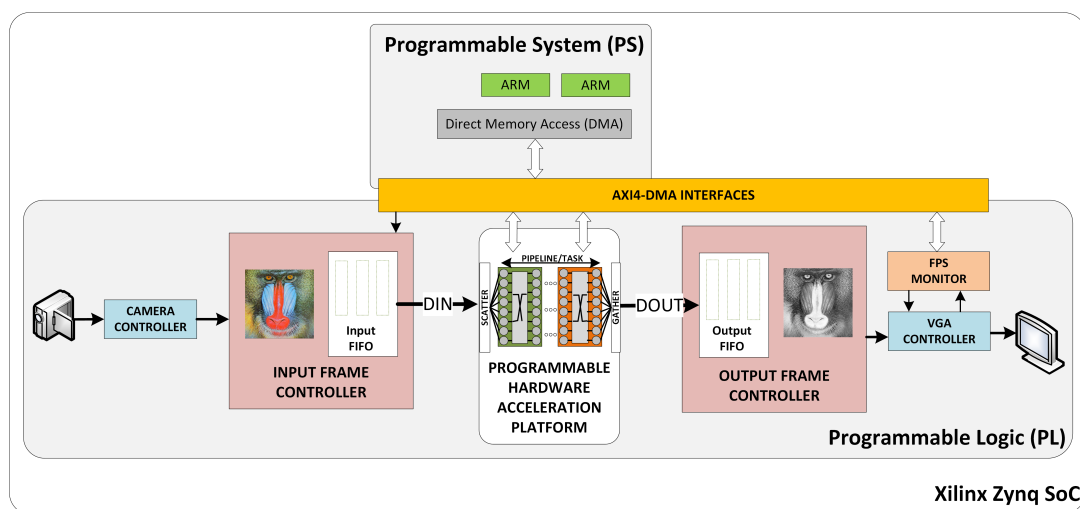 Programmable System (PS)
ARM
ARM
Direct Memory Access (DMA)
AXI4-DMA INTERFACES
CAMERA
CONTROLLER
Input
FIFO
INPUT FRAME
CONTROLLER
DIN
PIPELINE/TASK
SCATTER
GATHER
PROGRAMMABLE
HARDWARE
ACCELERATION
PLATFORM
DOUT
Output
FIFO
OUTPUT FRAME
CONTROLLER
FPS
MONITOR
VGA
CONTROLLER
Programmable Logic (PL)
Xilinx Zynq SoC